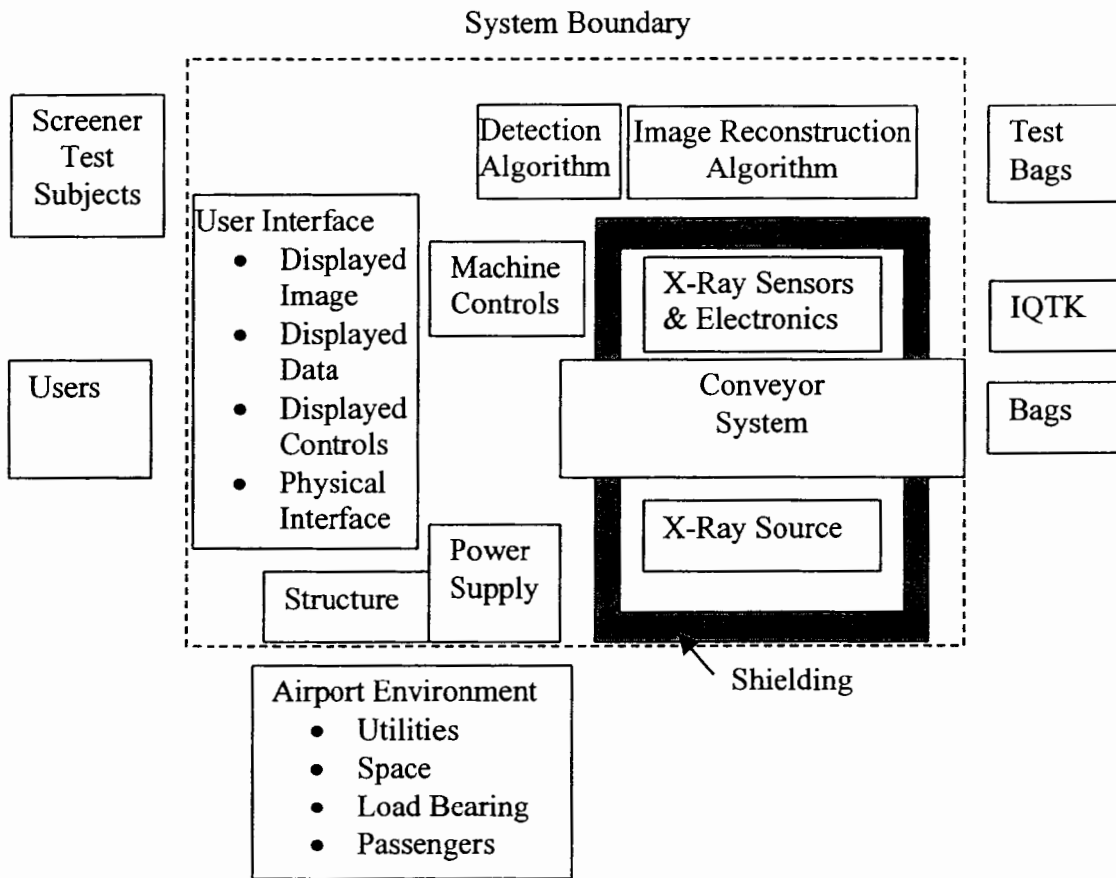 System Boundary
Screener
Test
Subjects
Detection
Algorithm
Image Reconstruction
Algorithm
Test
Bags
User Interface
• Displayed
Image
• Displayed
Data
• Displayed
Controls
• Physical
Interface
Machine
Controls
X-Ray Sensors
& Electronics
IQTK
Users
Conveyor
System
Bags
X-Ray Source
Power
Supply
Structure
Shielding
Airport Environment
• Utilities
• Space
• Load Bearing
• Passengers